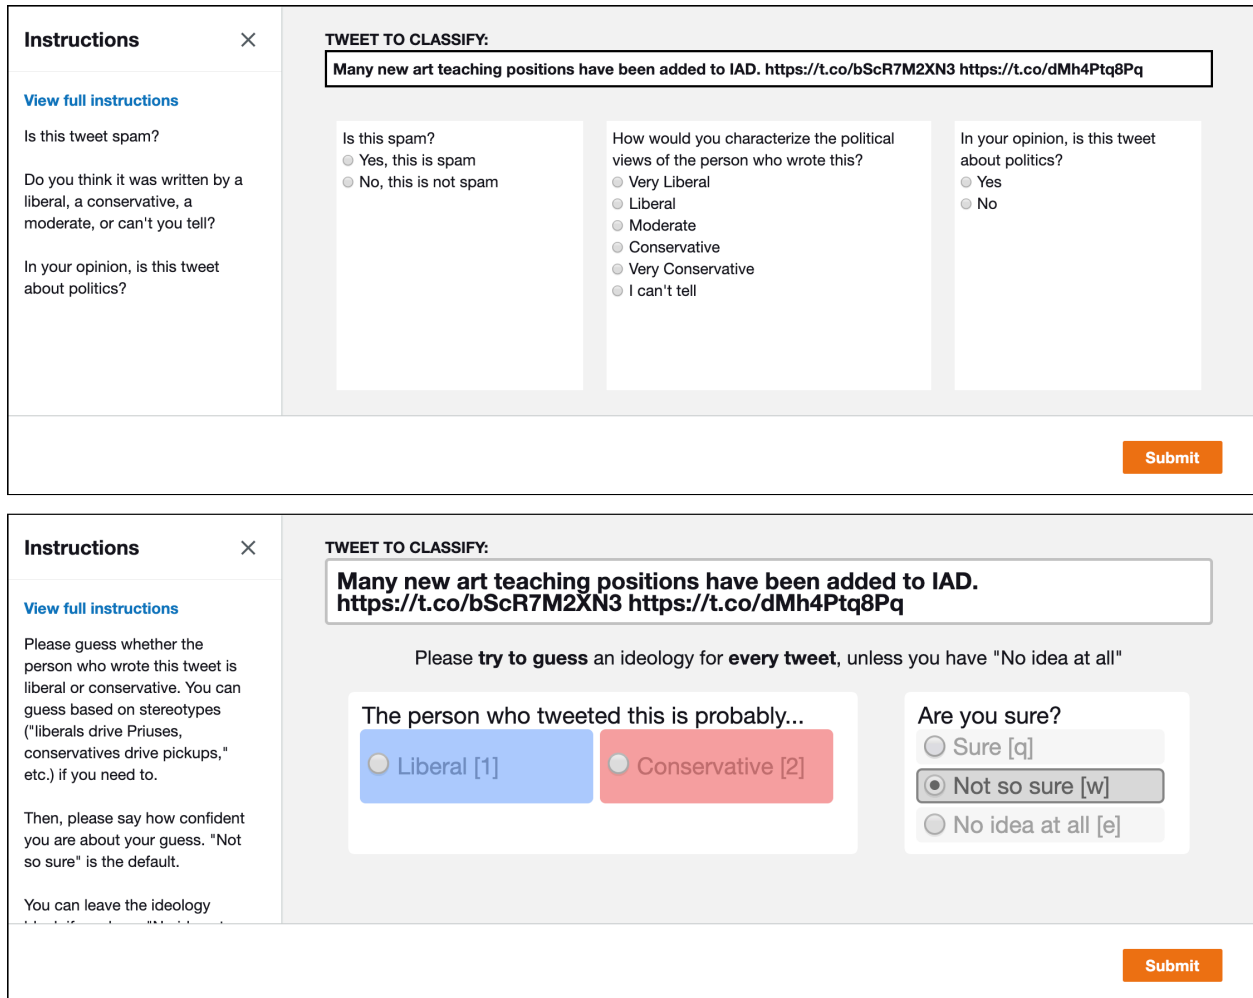 Instructions
View full instructions
Is this tweet spam?
Do you think it was written by a
liberal, a conservative, a
moderate, or can't you tell?
In your opinion, is this tweet
about politics?
TWEET TO CLASSIFY:
Many new art teaching positions have been added to IAD. https://t.co/bScR7M2XN3 https://t.co/dMh4Ptq8Pq
Is this spam?
Yes, this is spam
No, this is not spam
How would you characterize the political
views of the person who wrote this?
Very Liberal
Liberal
Moderate
Conservative
Very Conservative
I can't tell
In your opinion, is this tweet
about politics?
Yes
No
Submit
Instructions
View full instructions
Please guess whether the
person who wrote this tweet is
liberal or conservative. You can
guess based on stereotypes
("liberals drive Priuses,
conservatives drive pickups,"
etc.) if you need to.
Then, please say how confident
you are about your guess. "Not
so sure" is the default.
You can leave the ideology
TWEET TO CLASSIFY:
Many new art teaching positions have been added to IAD.
https://t.co/bScR7M2XN3 https://t.co/dMh4Ptq8Pq
Please try to guess an ideology for every tweet, unless you have "No idea at all"
The person who tweeted this is probably...
Liberal [1]
Conservative [2]
Are you sure?
Sure [q]
Not so sure [w]
No idea at all [e]
Submit